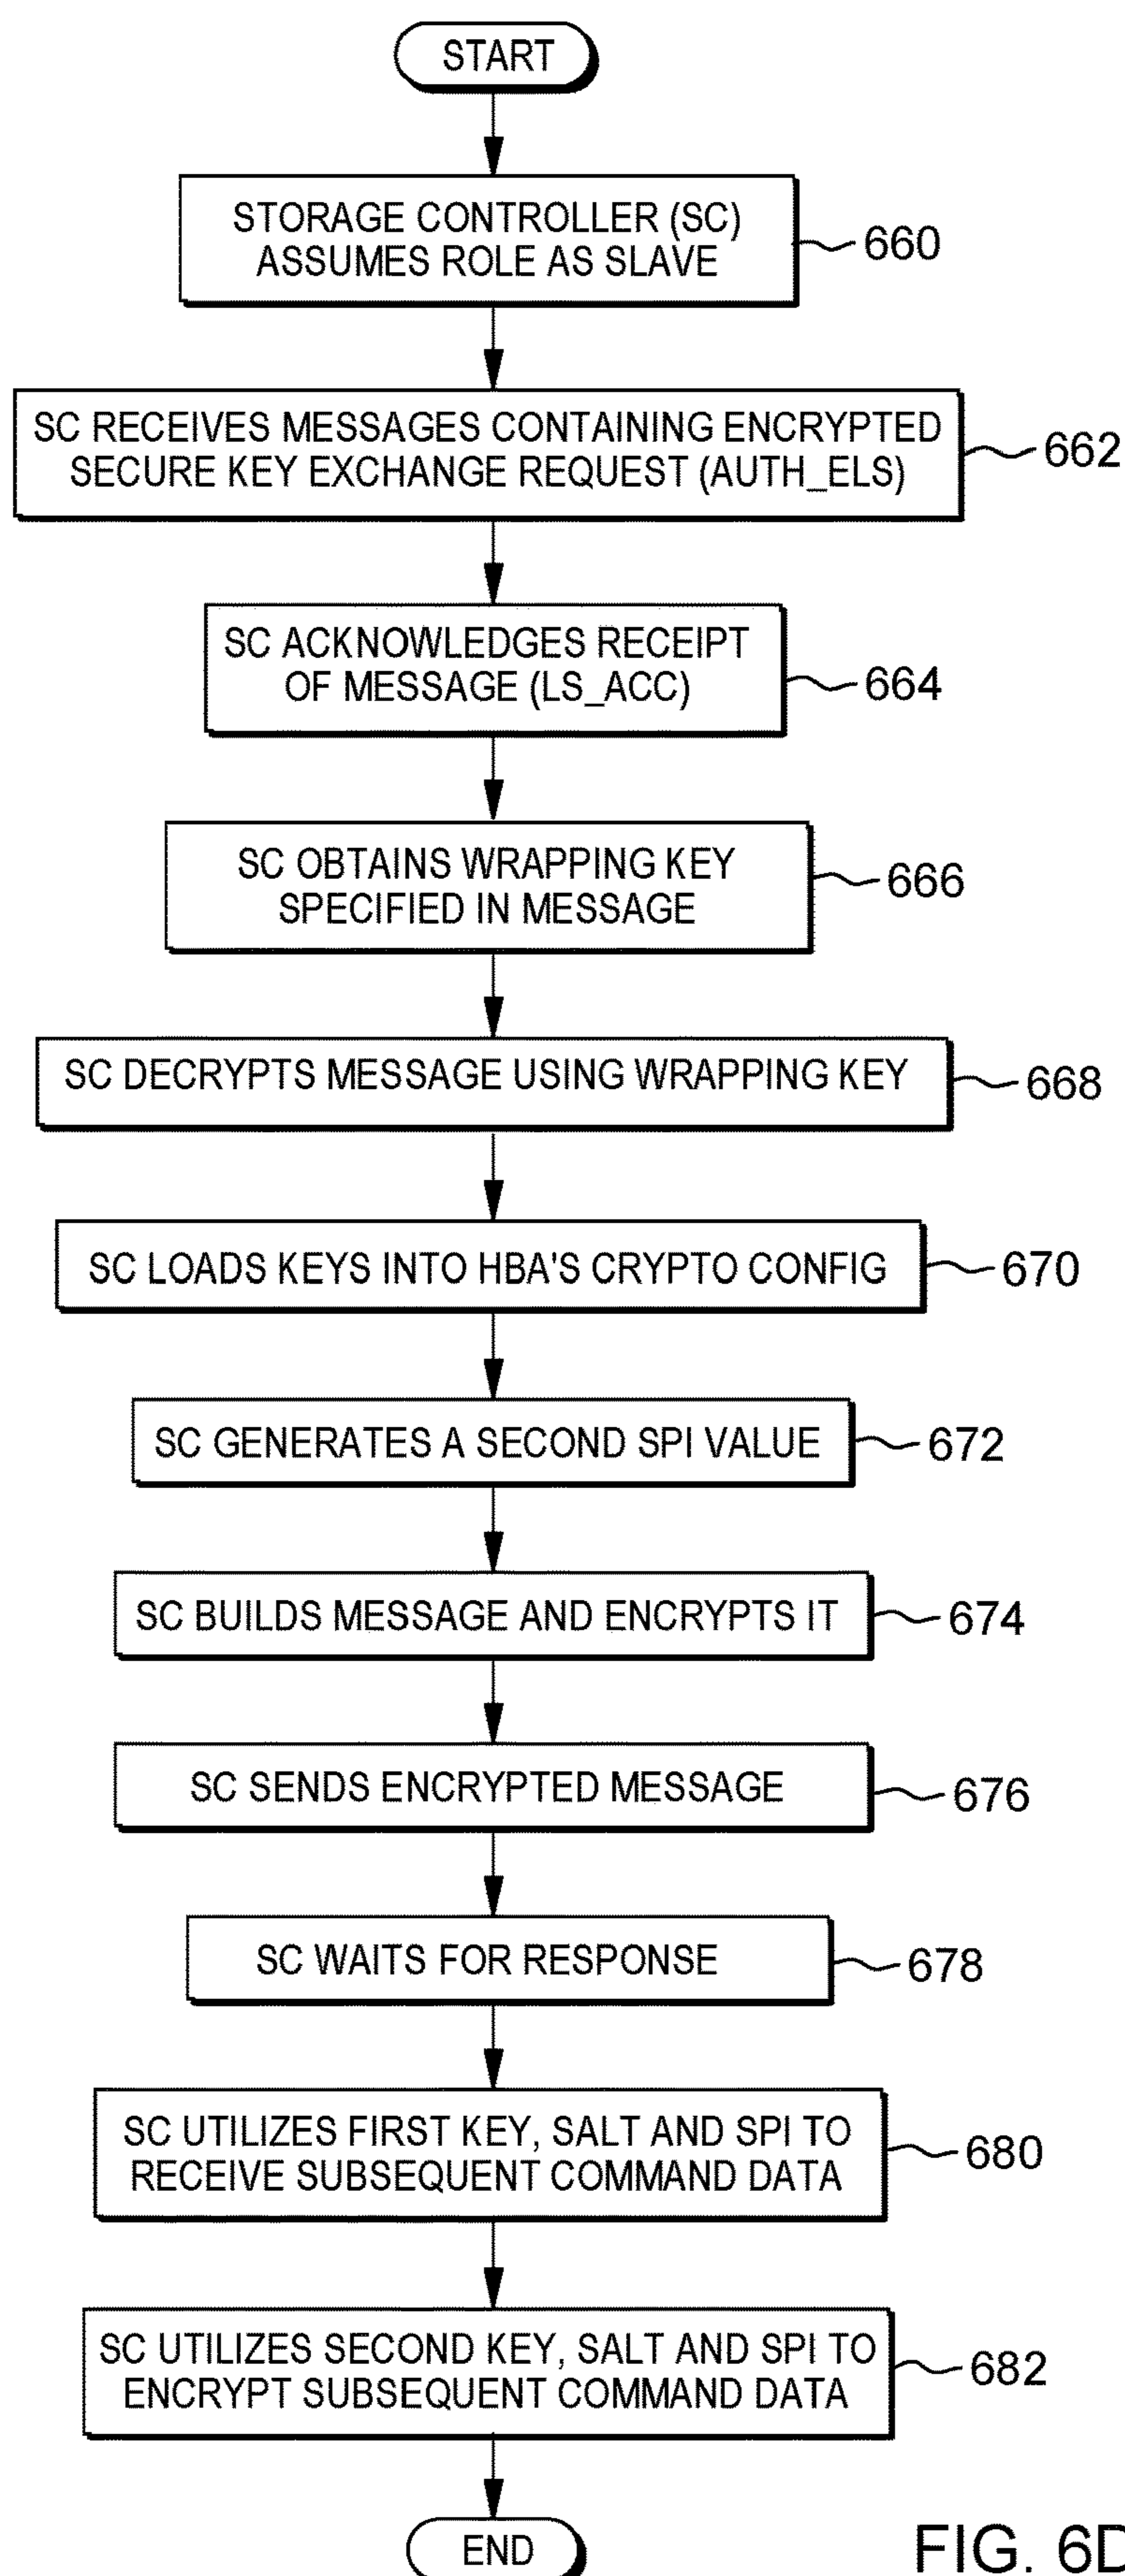 START
STORAGE CONTROLLER (SC)
ASSUMES ROLE AS SLAVE
660
SC RECEIVES MESSAGES CONTAINING ENCRYPTED
SECURE KEY EXCHANGE REQUEST (AUTH_ELS)
662
SC ACKNOWLEDGES RECEIPT
OF MESSAGE (LS_ACC)
664
SC OBTAINS WRAPPING KEY
SPECIFIED IN MESSAGE
666
SC DECRYPTS MESSAGE USING WRAPPING KEY
668
SC LOADS KEYS INTO HBA'S CRYPTO CONFIG
670
SC GENERATES A SECOND SPI VALUE
672
SC BUILDS MESSAGE AND ENCRYPTS IT
674
SC SENDS ENCRYPTED MESSAGE
676
SC WAITS FOR RESPONSE
678
SC UTILIZES FIRST KEY, SALT AND SPI TO
RECEIVE SUBSEQUENT COMMAND DATA
680
SC UTILIZES SECOND KEY, SALT AND SPI TO
ENCRYPT SUBSEQUENT COMMAND DATA
682
END
FIG. 6D